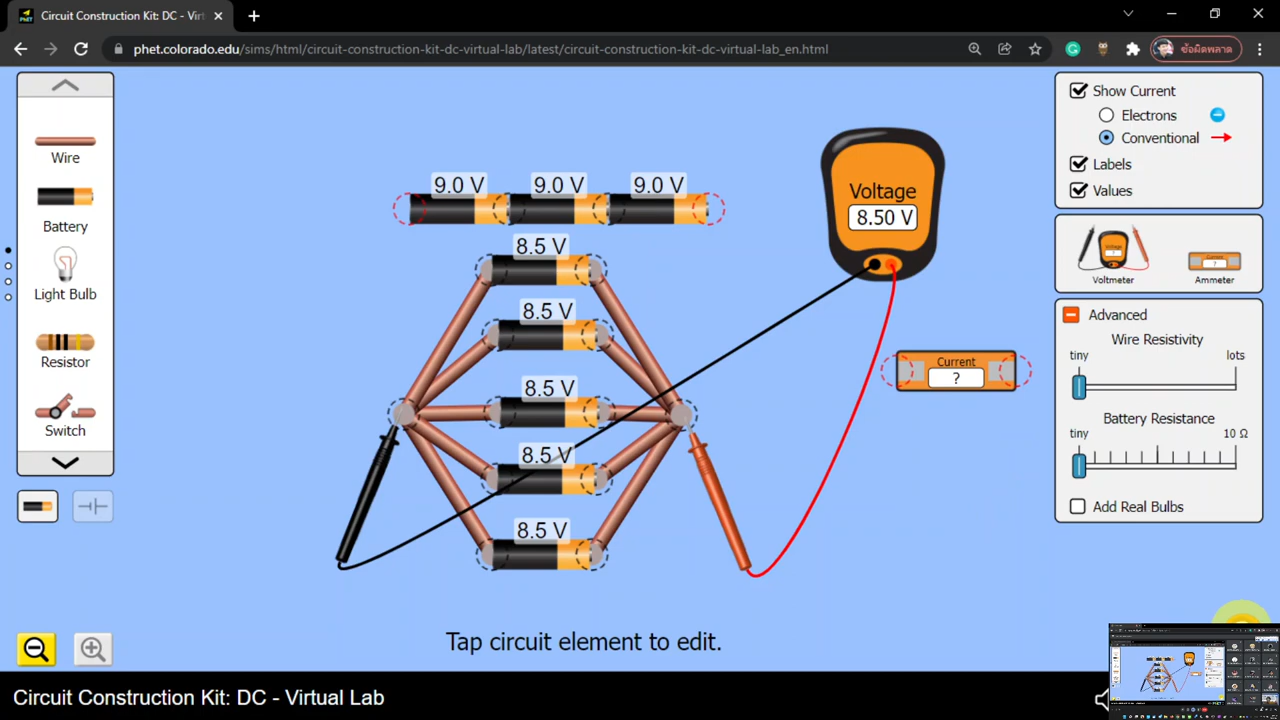 Circuit Construction Kit: DC - Virt
phet.colorado.edu/sims/html/circuit-construction-kit-dc-virtual-lab/latest/circuit-construction-kit-dc-virtual-lab_en.html
ข้อผิดพลาด
Wire
Battery
Light Bulb
Resistor
Switch
9.0 V 9.0 V 9.0 V
8.5 V
8.5 V
8.5 V
8.5 V
8.5 V
Voltage
8.50 V
Current
?
Show Current
Electrons
Conventional
Labels
Values
Voltmeter
Current
?
Ammeter
Advanced
Wire Resistivity
tiny lots
Battery Resistance
tiny 10 Ω
Add Real Bulbs
Tap circuit element to edit.
Circuit Construction Kit: DC - Virtual Lab